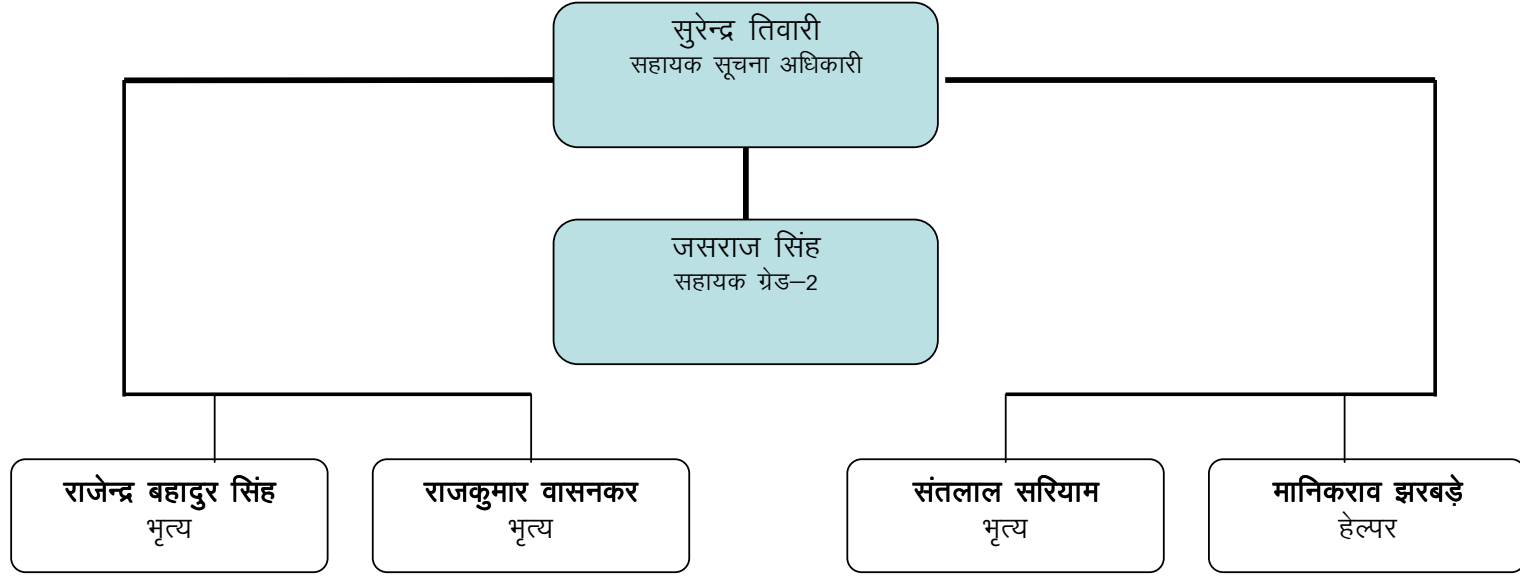 सुरेन्द्र तिवारी
सहायक सूचना अधिकारी
जसराज सिंह
सहायक ग्रेड–2
राजेन्द्र बहादुर सिंह
भृत्य
राजकुमार वासनकर
भृत्य
संतलाल सरियाम
भृत्य
मानिकराव झरबड़े
हेल्पर